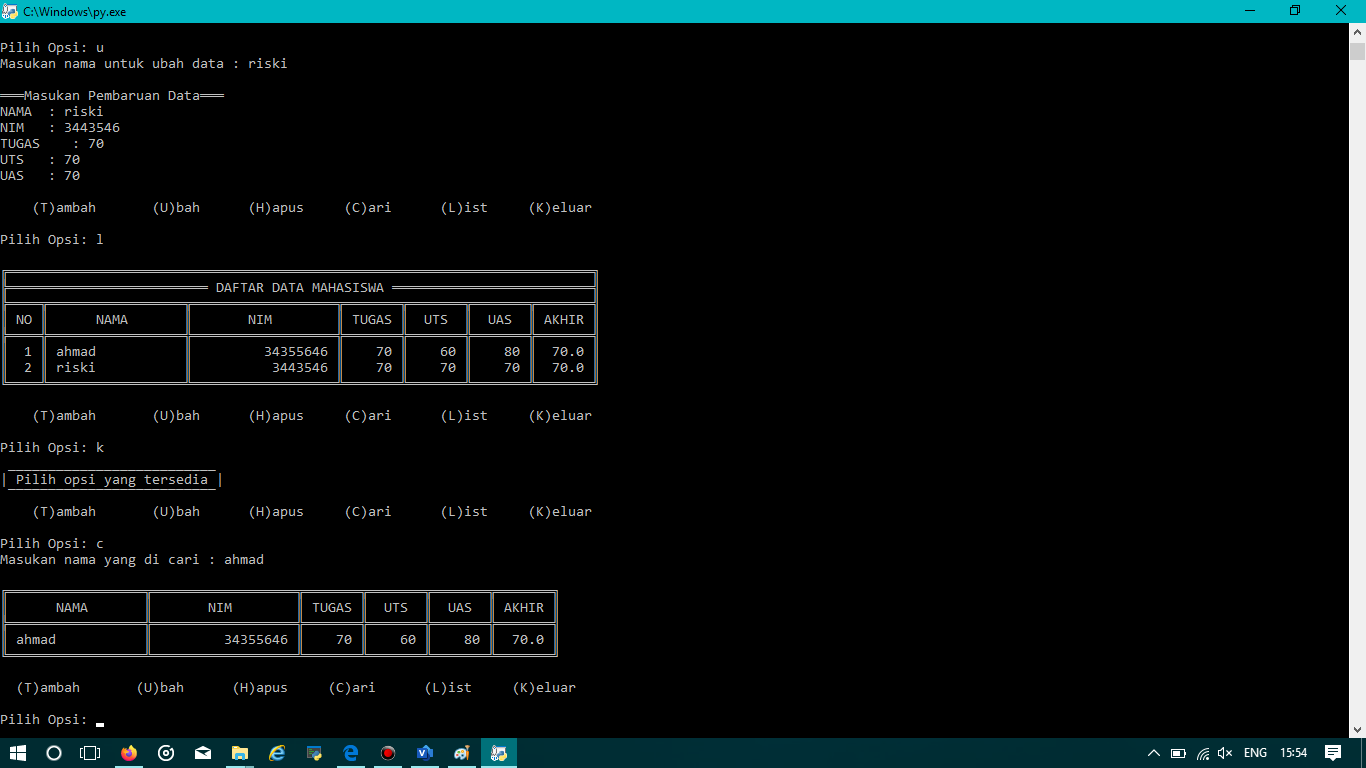 C:\Windows\py.exe
Pilih Opsi: u
Masukan nama untuk ubah data : riski
═══Masukan Pembaruan Data═══
NAMA : riski
NIM : 3443546
TUGAS : 70
UTS : 70
UAS : 70
(T)ambah (U)bah (H)apus (C)ari (L)ist (K)eluar
Pilih Opsi: l
DAFTAR DATA MAHASISWA
NO NAMA NIM TUGAS UTS UAS AKHIR
1 ahmad 34355646 70 60 80 70.0
2 riski 3443546 70 70 70 70.0
(T)ambah (U)bah (H)apus (C)ari (L)ist (K)eluar
Pilih Opsi: k
| Pilih opsi yang tersedia |
(T)ambah (U)bah (H)apus (C)ari (L)ist (K)eluar
Pilih Opsi: c
Masukan nama yang di cari : ahmad
NAMA NIM TUGAS UTS UAS AKHIR
ahmad 34355646 70 60 80 70.0
(T)ambah (U)bah (H)apus (C)ari (L)ist (K)eluar
Pilih Opsi:
ENG 15:54